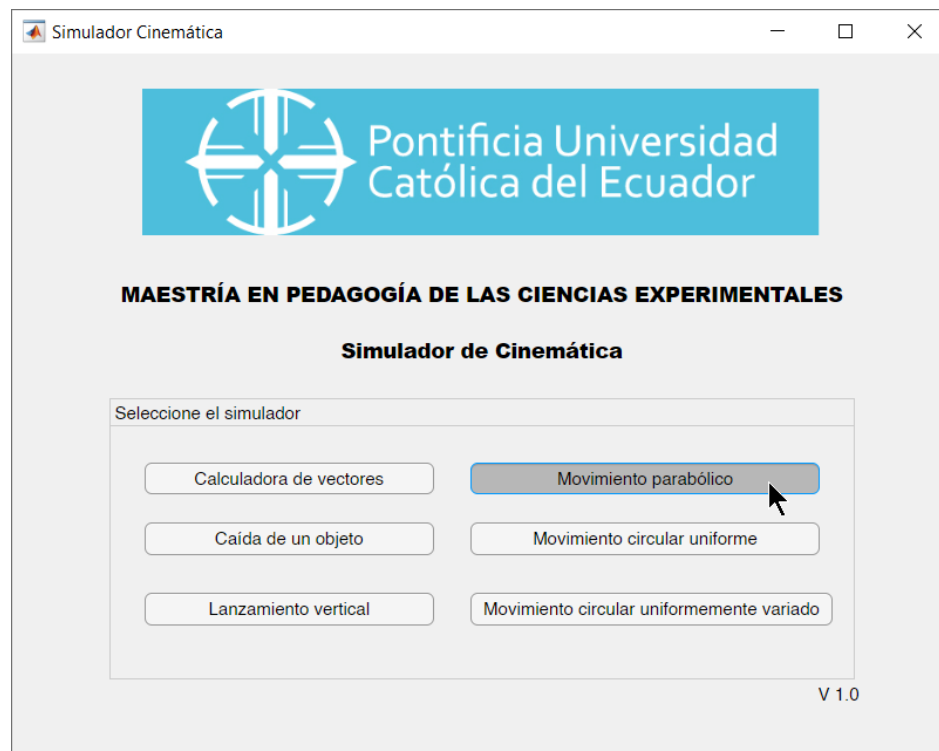 Simulador Cinemática
Pontificia Universidad
Católica del Ecuador
MAESTRÍA EN PEDAGOGÍA DE LAS CIENCIAS EXPERIMENTALES
Simulador de Cinemática
Seleccione el simulador
Calculadora de vectores
Movimiento parabólico
Caída de un objeto
Movimiento circular uniforme
Lanzamiento vertical
Movimiento circular uniformemente variado
V 1.0